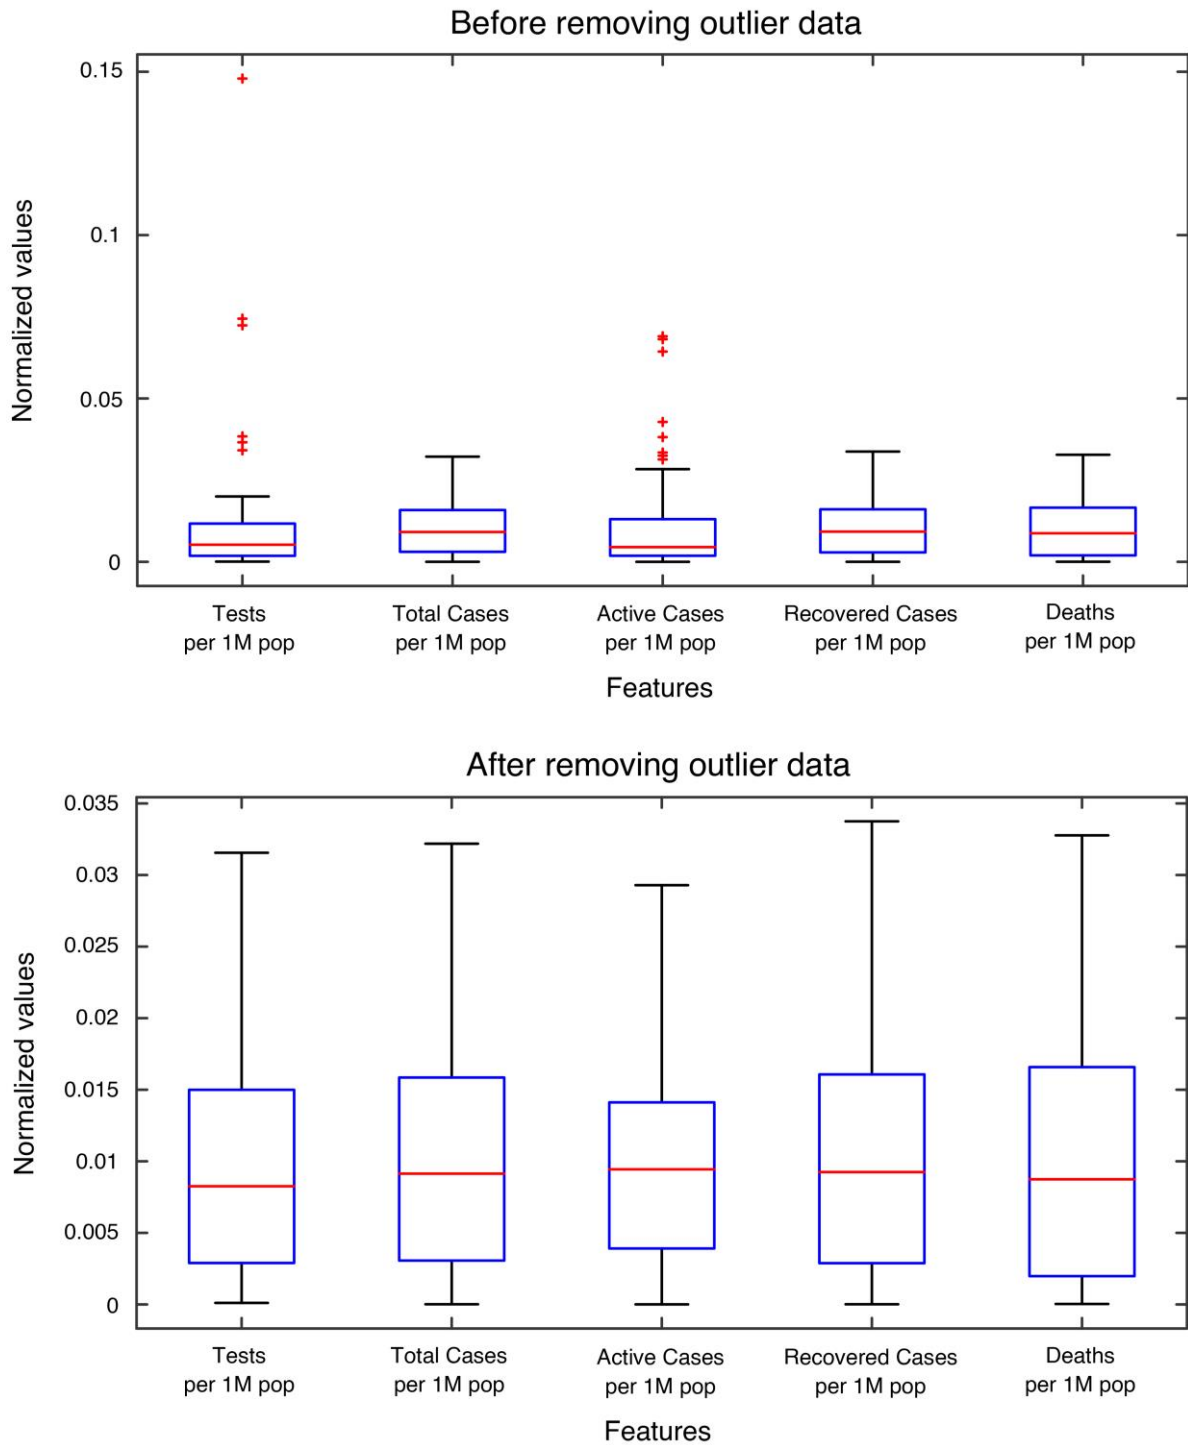 Before removing outlier data
0.15
0.1
0.05
0
Normalized values
Tests
per 1M pop
Total Cases
per 1M pop
Active Cases
per 1M pop
Recovered Cases
per 1M pop
Deaths
per 1M pop
Features
After removing outlier data
0.035
0.03
0.025
0.02
0.015
0.01
0.005
0
Normalized values
Tests
per 1M pop
Total Cases
per 1M pop
Active Cases
per 1M pop
Recovered Cases
per 1M pop
Deaths
per 1M pop
Features